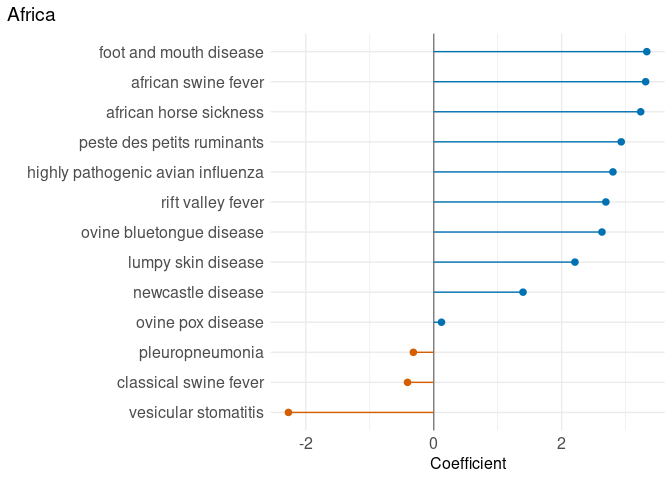 Africa
foot and mouth disease
african swine fever
african horse sickness
peste des petits ruminants
highly pathogenic avian influenza
rift valley fever
ovine bluetongue disease
lumpy skin disease
newcastle disease
ovine pox disease
pleuropneumonia
classical swine fever
vesicular stomatitis
-2 0 2
Coefficient